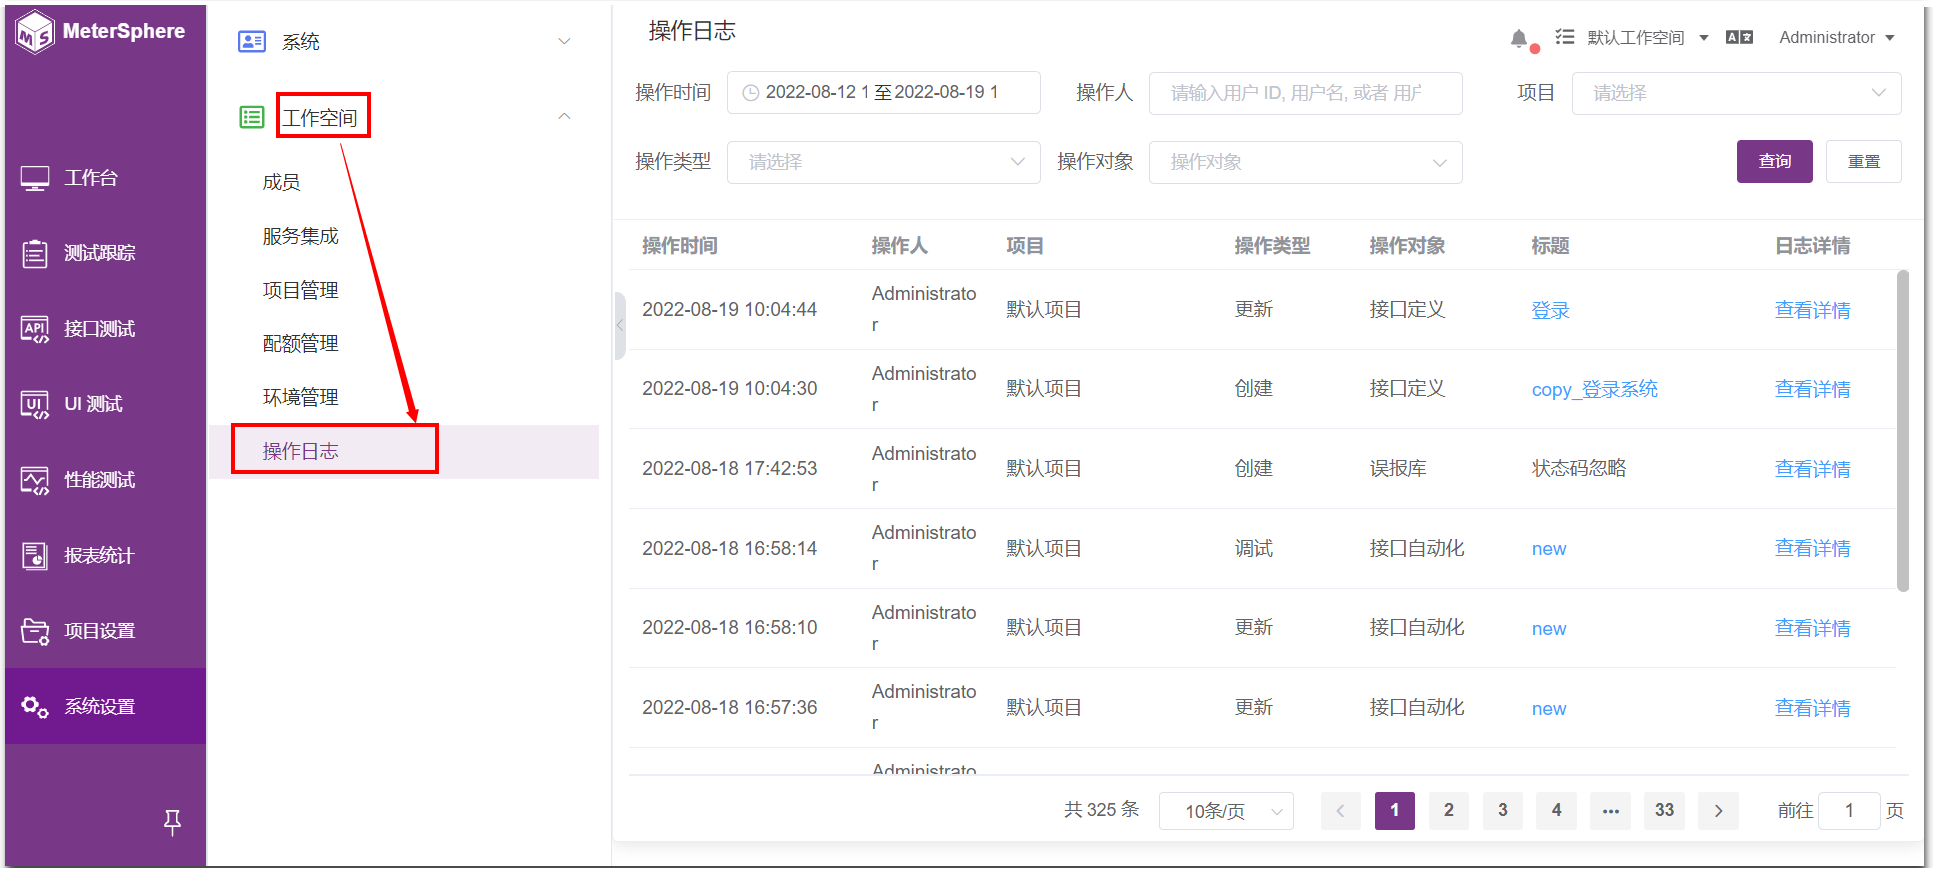 MeterSphere
工作台
测试跟踪
接口测试
UI 测试
性能测试
报表统计
项目设置
系统设置
系统
工作空间
成员
服务集成
项目管理
配额管理
环境管理
操作日志
操作日志
默认工作空间
Administrator
操作时间 2022-08-12 1 至 2022-08-19 1 操作人 请输入用户 ID, 用户名, 或者 用户 项目 请选择
操作类型 请选择 操作对象 操作对象 查询 重置
操作时间 操作人 项目 操作类型 操作对象 标题 日志详情
2022-08-19 10:04:44 Administrato 默认项目 更新 接口定义 登录 查看详情
r
2022-08-19 10:04:30 Administrato 默认项目 创建 接口定义 copy_登录系统 查看详情
r
2022-08-18 17:42:53 Administrato 默认项目 创建 误报库 状态码忽略 查看详情
r
2022-08-18 16:58:14 Administrato 默认项目 调试 接口自动化 new 查看详情
r
2022-08-18 16:58:10 Administrato 默认项目 更新 接口自动化 new 查看详情
r
2022-08-18 16:57:36 Administrato 默认项目 更新 接口自动化 new 查看详情
r
Administrato
共 325 条 10条/页 1 2 3 4 ••• 33 前往 1 页